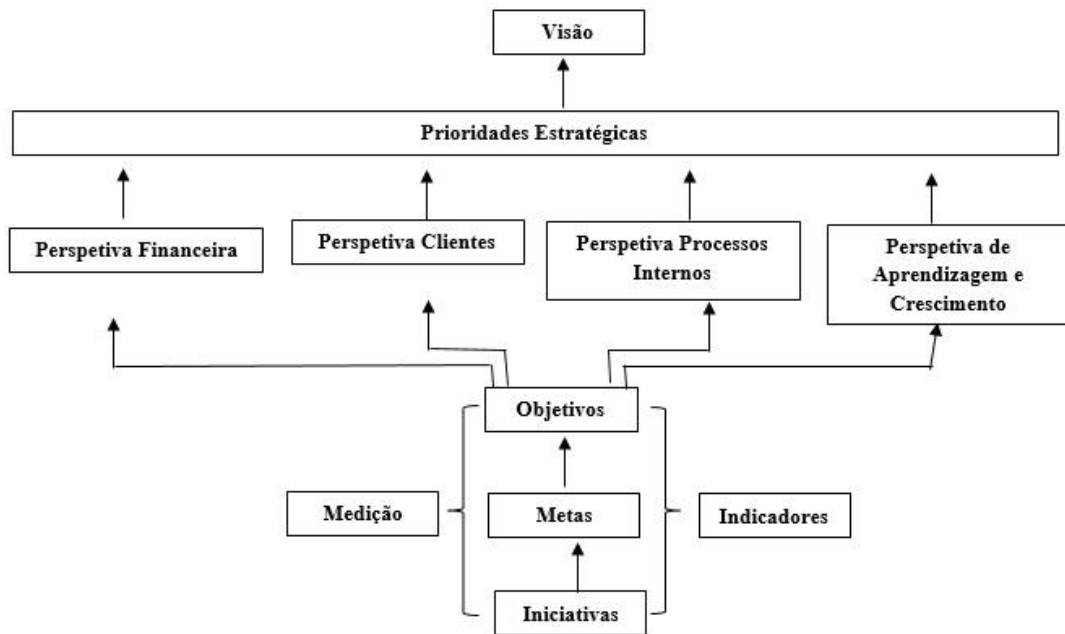 Visão
Prioridades Estratégicas
Perspetiva Financeira
Perspetiva Clientes
Perspetiva Processos
Internos
Perspetiva de
Aprendizagem e
Crescimento
Objetivos
Medição
Metas
Indicadores
Iniciativas